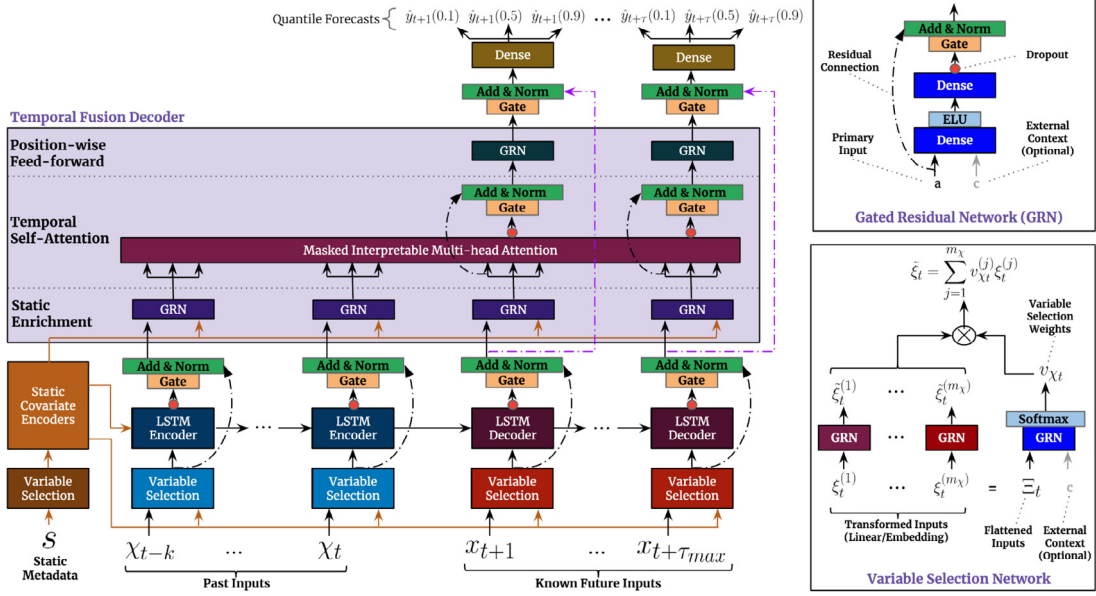 Quantile Forecasts
ŷt+1(0.1) ŷt+1(0.5) ŷt+1(0.9) ... ŷt+τ(0.1) ŷt+τ(0.5) ŷt+τ(0.9)
Dense Dense
Add & Norm Add & Norm
Gate Gate
Temporal Fusion Decoder
Position-wise
Feed-forward
GRN GRN
Add & Norm Add & Norm
Gate Gate
Temporal
Self-Attention
Masked Interpretable Multi-head Attention
Static
Enrichment
GRN GRN GRN GRN
Add & Norm Add & Norm Add & Norm Add & Norm
Gate Gate Gate Gate
Static
Covariate
Encoders
LSTM
Encoder
...
LSTM
Encoder
LSTM
Decoder
...
LSTM
Decoder
Variable
Selection
Variable
Selection
Variable
Selection
Variable
Selection
Variable
Selection
s
Static
Metadata
χt−k ... χt xt+1 ... xt+τmax
Past Inputs Known Future Inputs
Add & Norm
Gate
Residual
Connection
Dropout
Dense
ELU
Dense
Primary
Input
External
Context
(Optional)
a c
Gated Residual Network (GRN)
ξ̃t = ∑j=1mχ vχt(j) ξ̃t(j)
Variable
Selection
Weights
⊗
vχt
ξ̃t(1) ... ξ̃t(mχ)
Softmax
GRN ... GRN GRN
ξt(1) ... ξt(mχ) = Ξt c
Transformed Inputs
(Linear/Embedding)
Flattened
Inputs
External
Context
(Optional)
Variable Selection Network